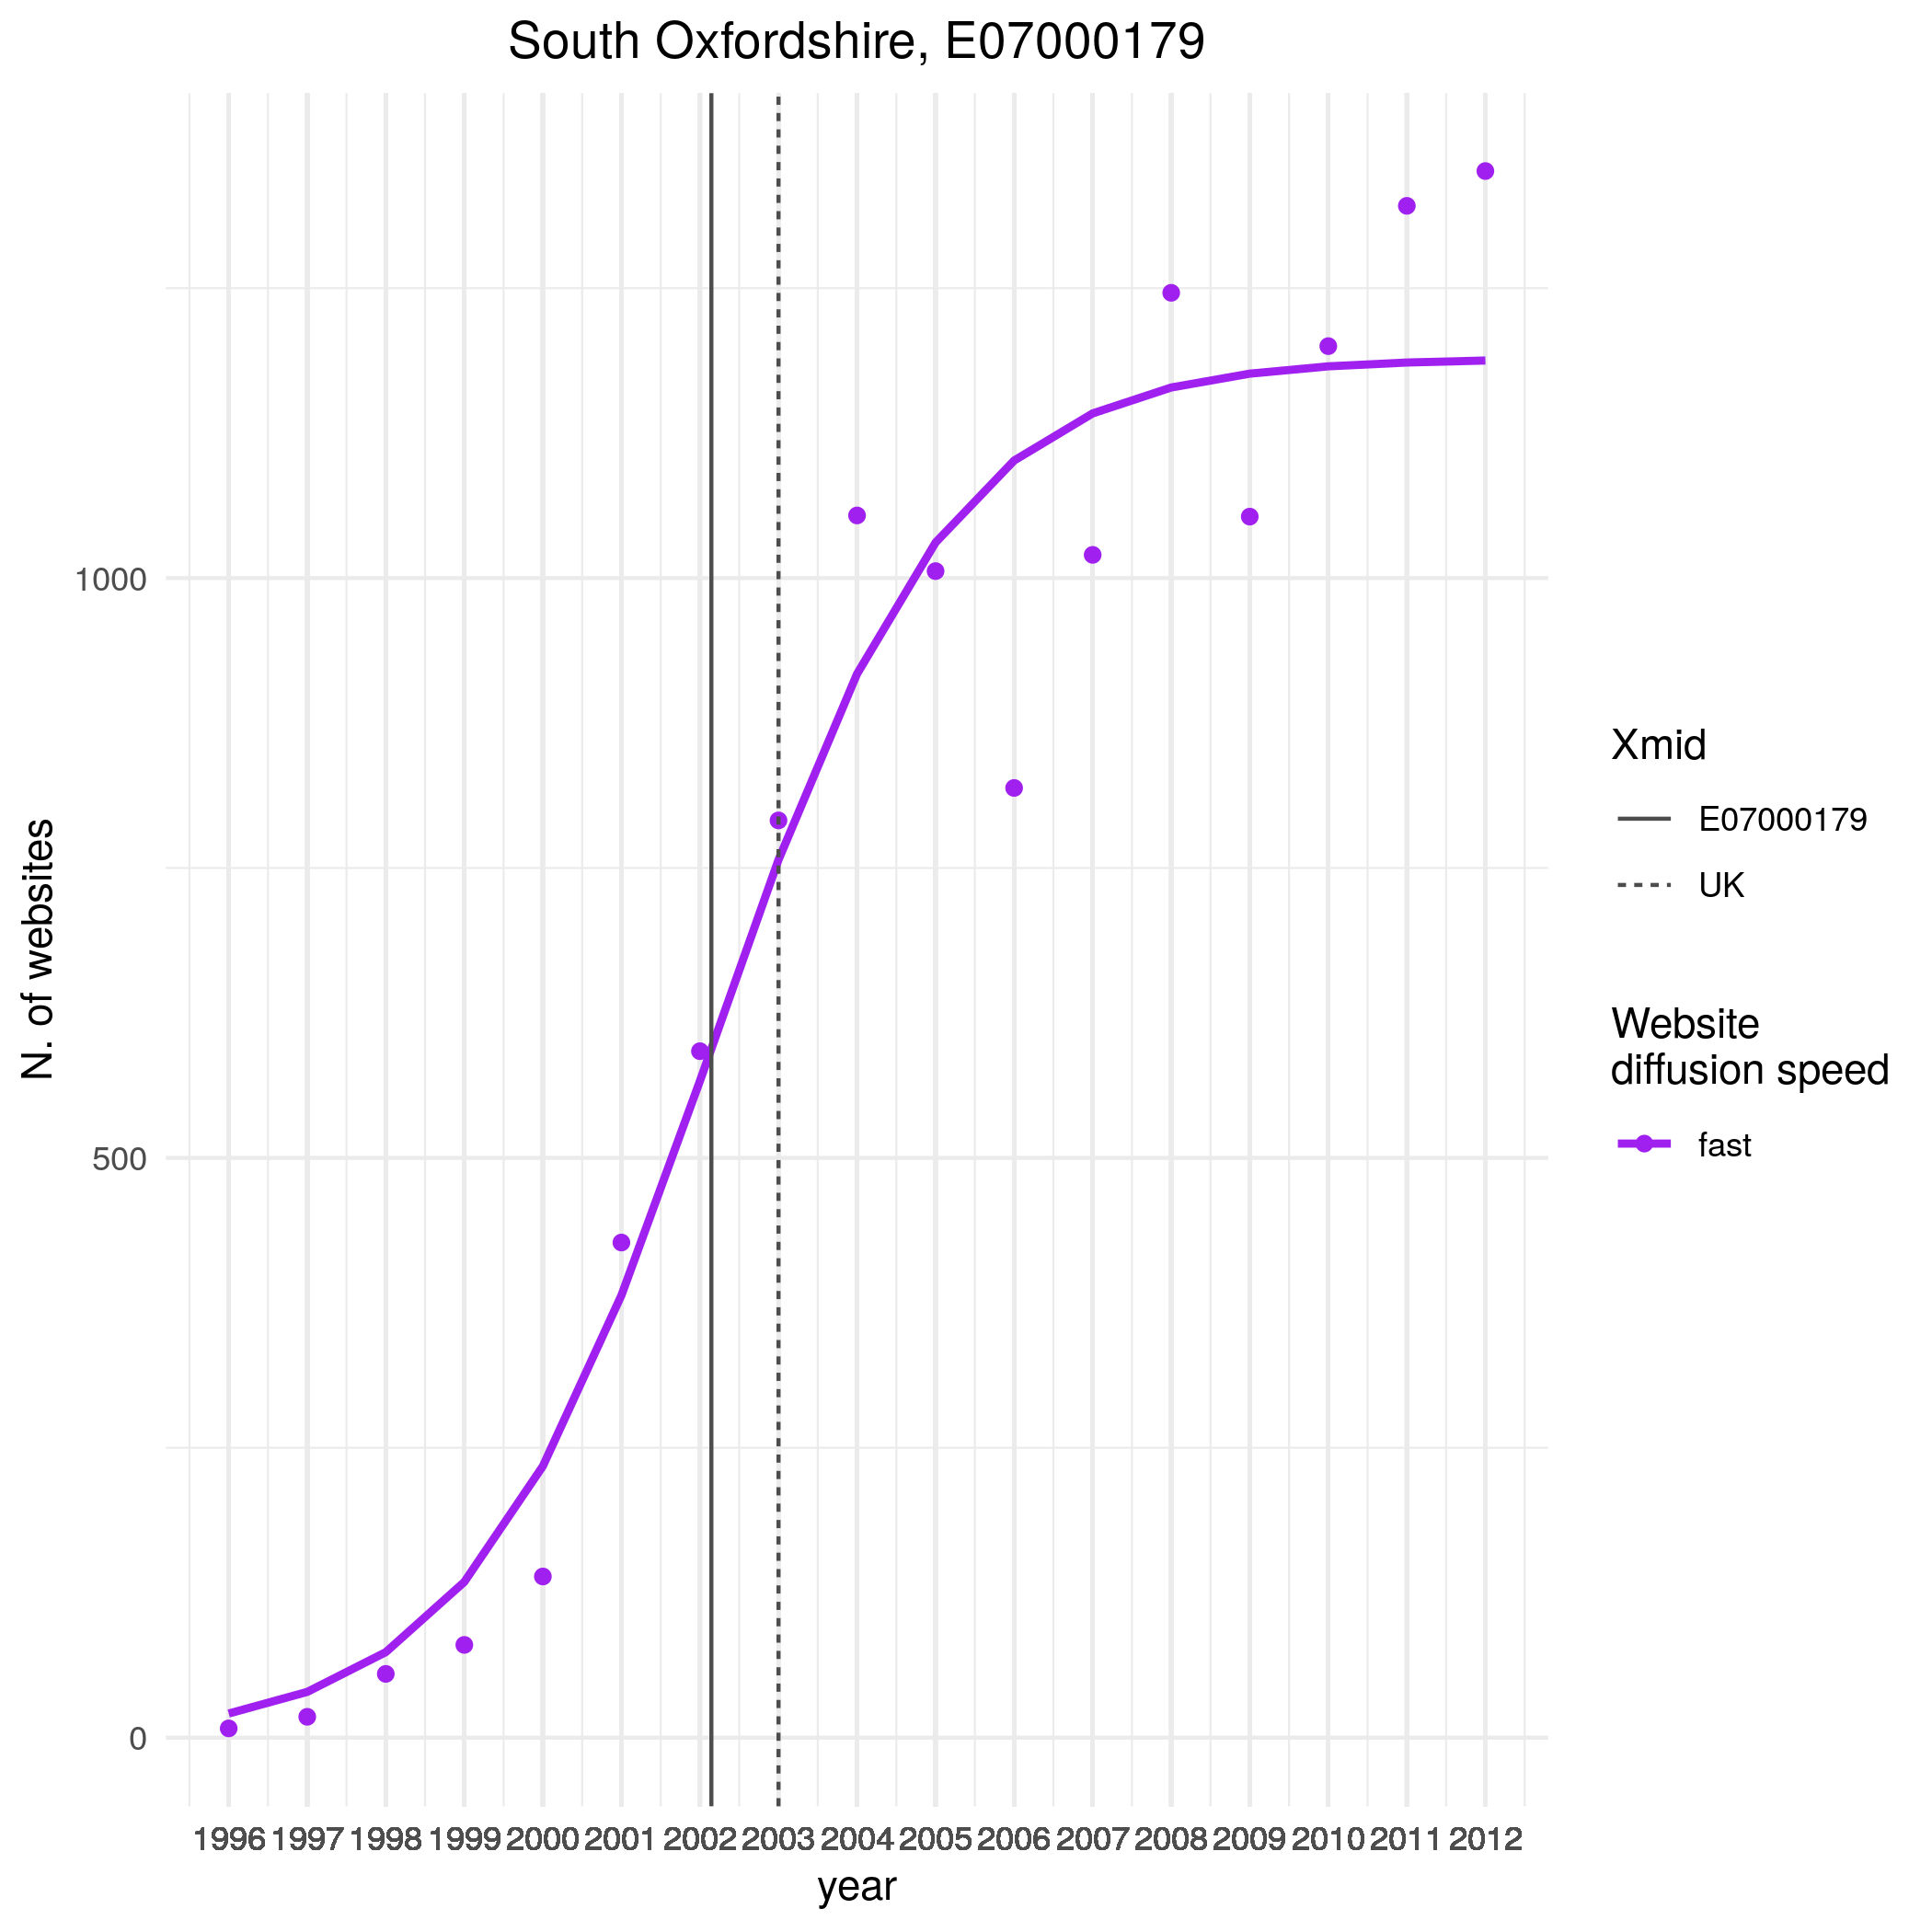 South Oxfordshire, E07000179
N. of websites
1000
500
0
1996 1997 1998 1999 2000 2001 2002 2003 2004 2005 2006 2007 2008 2009 2010 2011 2012
year
Xmid
E07000179
UK
Website
diffusion speed
fast